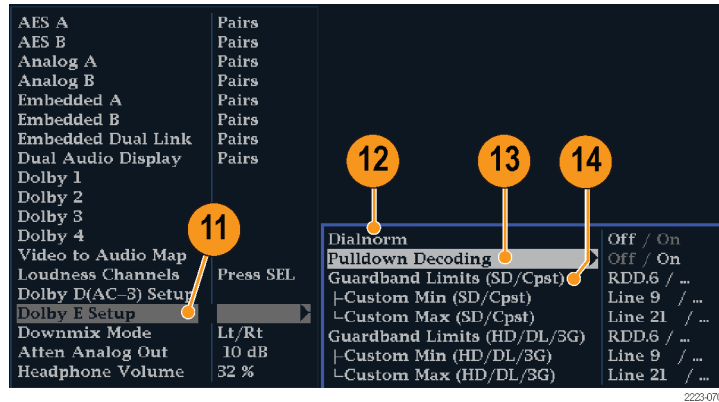 AES A Pairs
AES B Pairs
Analog A Pairs
Analog B Pairs
Embedded A Pairs
Embedded B Pairs
Embedded Dual Link Pairs
Dual Audio Display Pairs
Dolby 1
Dolby 2
Dolby 3
Dolby 4
Video to Audio Map
Loudness Channels Press SEL
Dolby D(AC-3) Setup
Dolby E Setup
Downmix Mode Lt/Rt
Atten Analog Out 10 dB
Headphone Volume 32 %
11
12
13
14
Dialnorm Off / On
Pulldown Decoding Off / On
Guardband Limits (SD/Cpst) RDD.6 / ...
├Custom Min (SD/Cpst) Line 9 / ...
└Custom Max (SD/Cpst) Line 21 / ...
Guardband Limits (HD/DL/3G) RDD.6 / ...
├Custom Min (HD/DL/3G) Line 9 / ...
└Custom Max (HD/DL/3G) Line 21 / ...